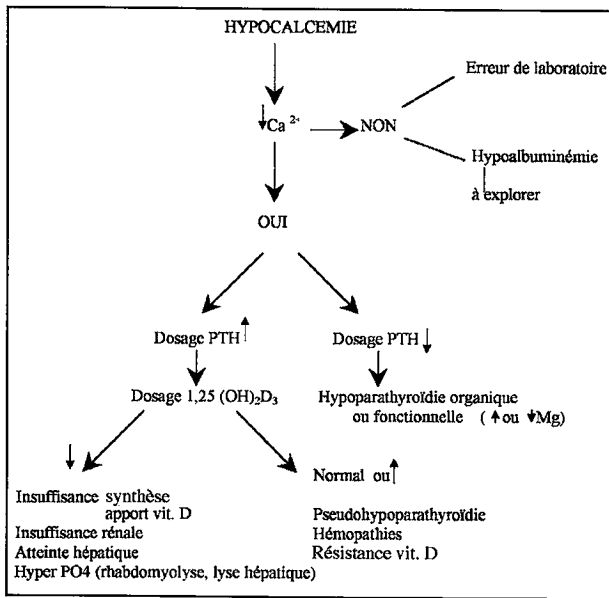 HYPOCALCEMIE
Erreur de laboratoire
↓Ca 2+
NON
Hypoalbuminémie
à explorer
OUI
Dosage PTH ↑
Dosage PTH ↓
Dosage 1,25 (OH)₂D₃
Hypoparathyroïdie organique
ou fonctionnelle (↑ou ↓Mg)
↓
Insuffisance synthèse
apport vit. D
Insuffisance rénale
Atteinte hépatique
Hyper PO4 (rhabdomyolyse, lyse hépatique)
Normal ou ↑
Pseudohypoparathyroïdie
Hémopathies
Résistance vit. D